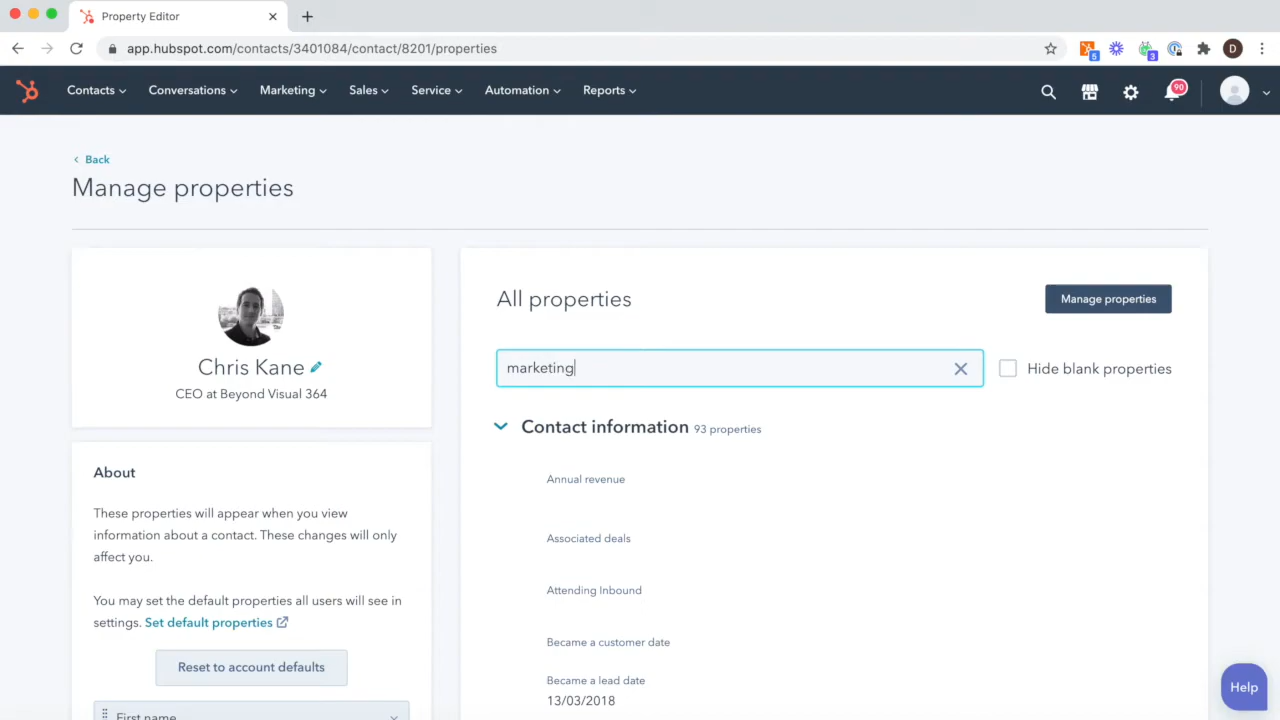 Property Editor
app.hubspot.com/contacts/3401084/contact/8201/properties
5
3
D
Contacts
Conversations
Marketing
Sales
Service
Automation
Reports
90
Back
Manage properties
Chris Kane
CEO at Beyond Visual 364
About
These properties will appear when you view
information about a contact. These changes will only
affect you.
You may set the default properties all users will see in
settings. Set default properties
Reset to account defaults
First name
All properties
Manage properties
marketing
Hide blank properties
Contact information 93 properties
Annual revenue
Associated deals
Attending Inbound
Became a customer date
Became a lead date
13/03/2018
Help